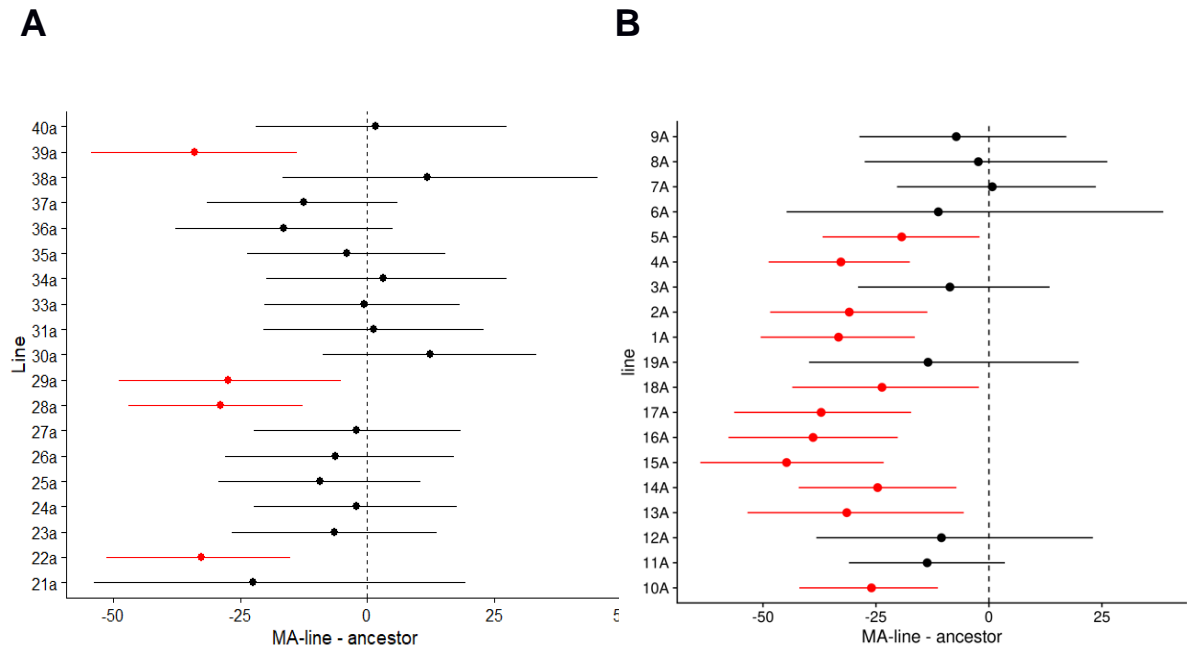 A
40a
39a
38a
37a
36a
35a
34a
33a
31a
30a
29a
28a
27a
26a
25a
24a
23a
22a
21a
Line
-50
-25
0
25
5
MA-line - ancestor
B
9A
8A
7A
6A
5A
4A
3A
2A
1A
19A
18A
17A
16A
15A
14A
13A
12A
11A
10A
line
-50
-25
0
25
MA-line - ancestor